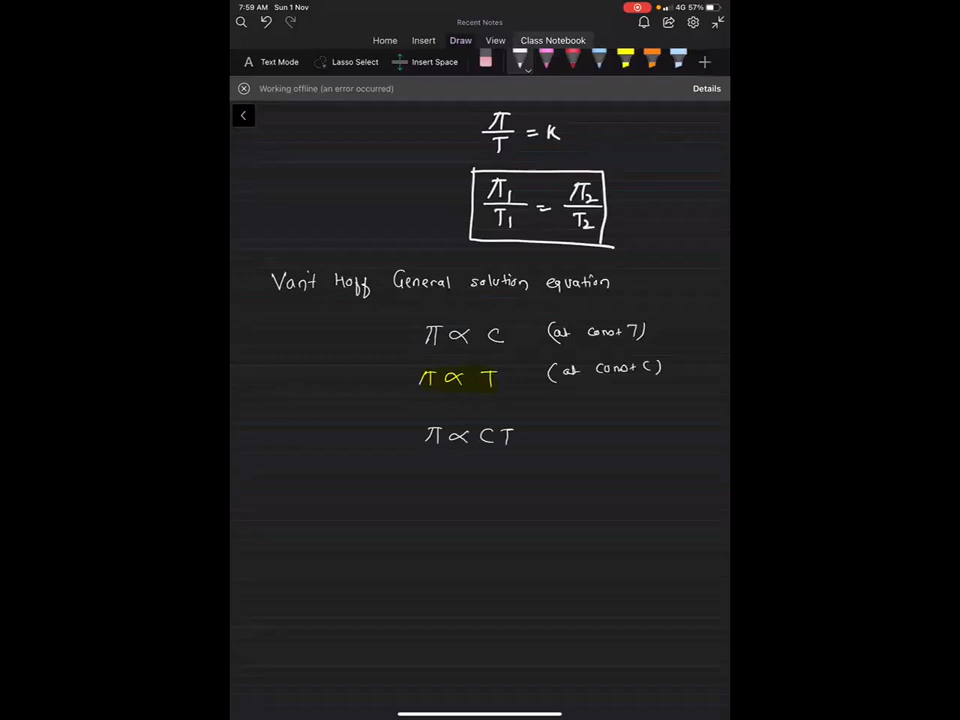 7:59 AM Sun 1 Nov 4G 57%
Recent Notes
Home Insert Draw View Class Notebook
Text Mode Lasso Select Insert Space
Working offline (an error occurred) Details
π/T = K
π1/T1 = π2/T2
Van't Hoff General solution equation
π ∝ C (at const T)
π ∝ T (at const C)
π ∝ CT